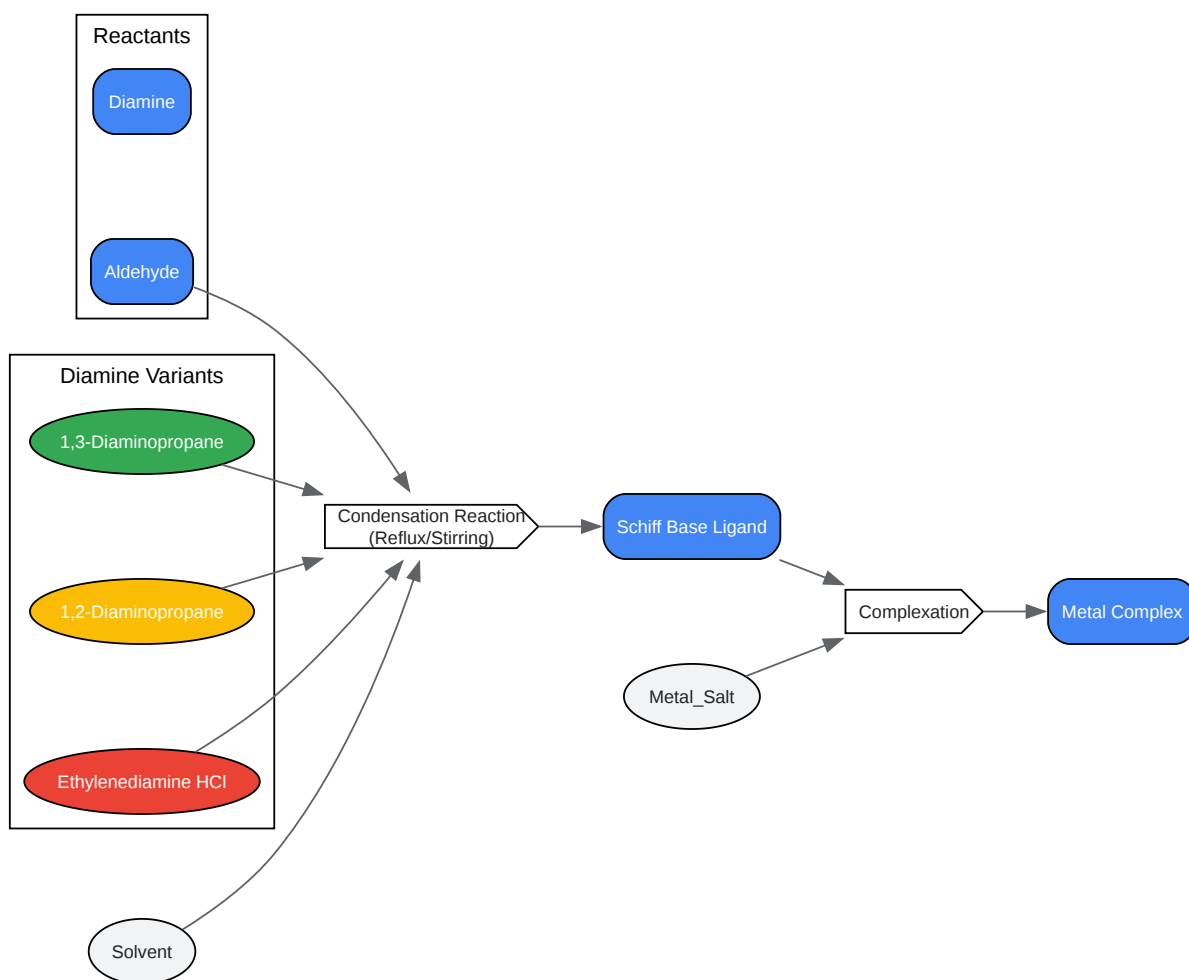 Reactants
Diamine
Aldehyde
Diamine Variants
1,3-Diaminopropane
1,2-Diaminopropane
Ethylenediamine HCl
Solvent
Condensation Reaction
(Reflux/Stirring)
Schiff Base Ligand
Metal_Salt
Complexation
Metal Complex